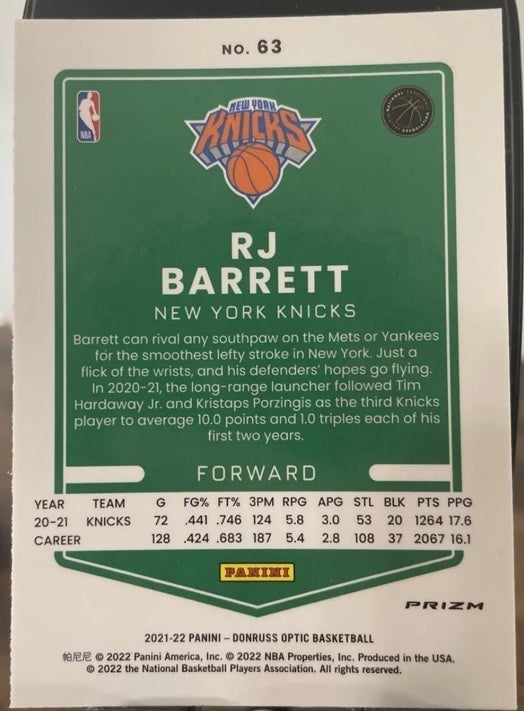 NO. 63
NBA
NEW YORK
KNICKS
RJ
BARRETT
NEW YORK KNICKS
Barrett can rival any southpaw on the Mets or Yankees
for the smoothest lefty stroke in New York. Just a
flick of the wrists, and his defenders' hopes go flying.
In 2020-21, the long-range launcher followed Tim
Hardaway Jr. and Kristaps Porzingis as the third Knicks
player to average 10.0 points and 1.0 triples each of his
first two years.
FORWARD
YEAR TEAM G FG% FT% 3PM RPG APG STL BLK PTS PPG
20-21 KNICKS 72 .441 .746 124 5.8 3.0 53 20 1264 17.6
CAREER 128 .424 .683 187 5.4 2.8 108 37 2067 16.1
PANINI
PRIZM
2021-22 PANINI – DONRUSS OPTIC BASKETBALL
帕尼尼 © 2022 Panini America, Inc. © 2022 NBA Properties, Inc. Produced in the USA.
© 2022 the National Basketball Players Association. All rights reserved.